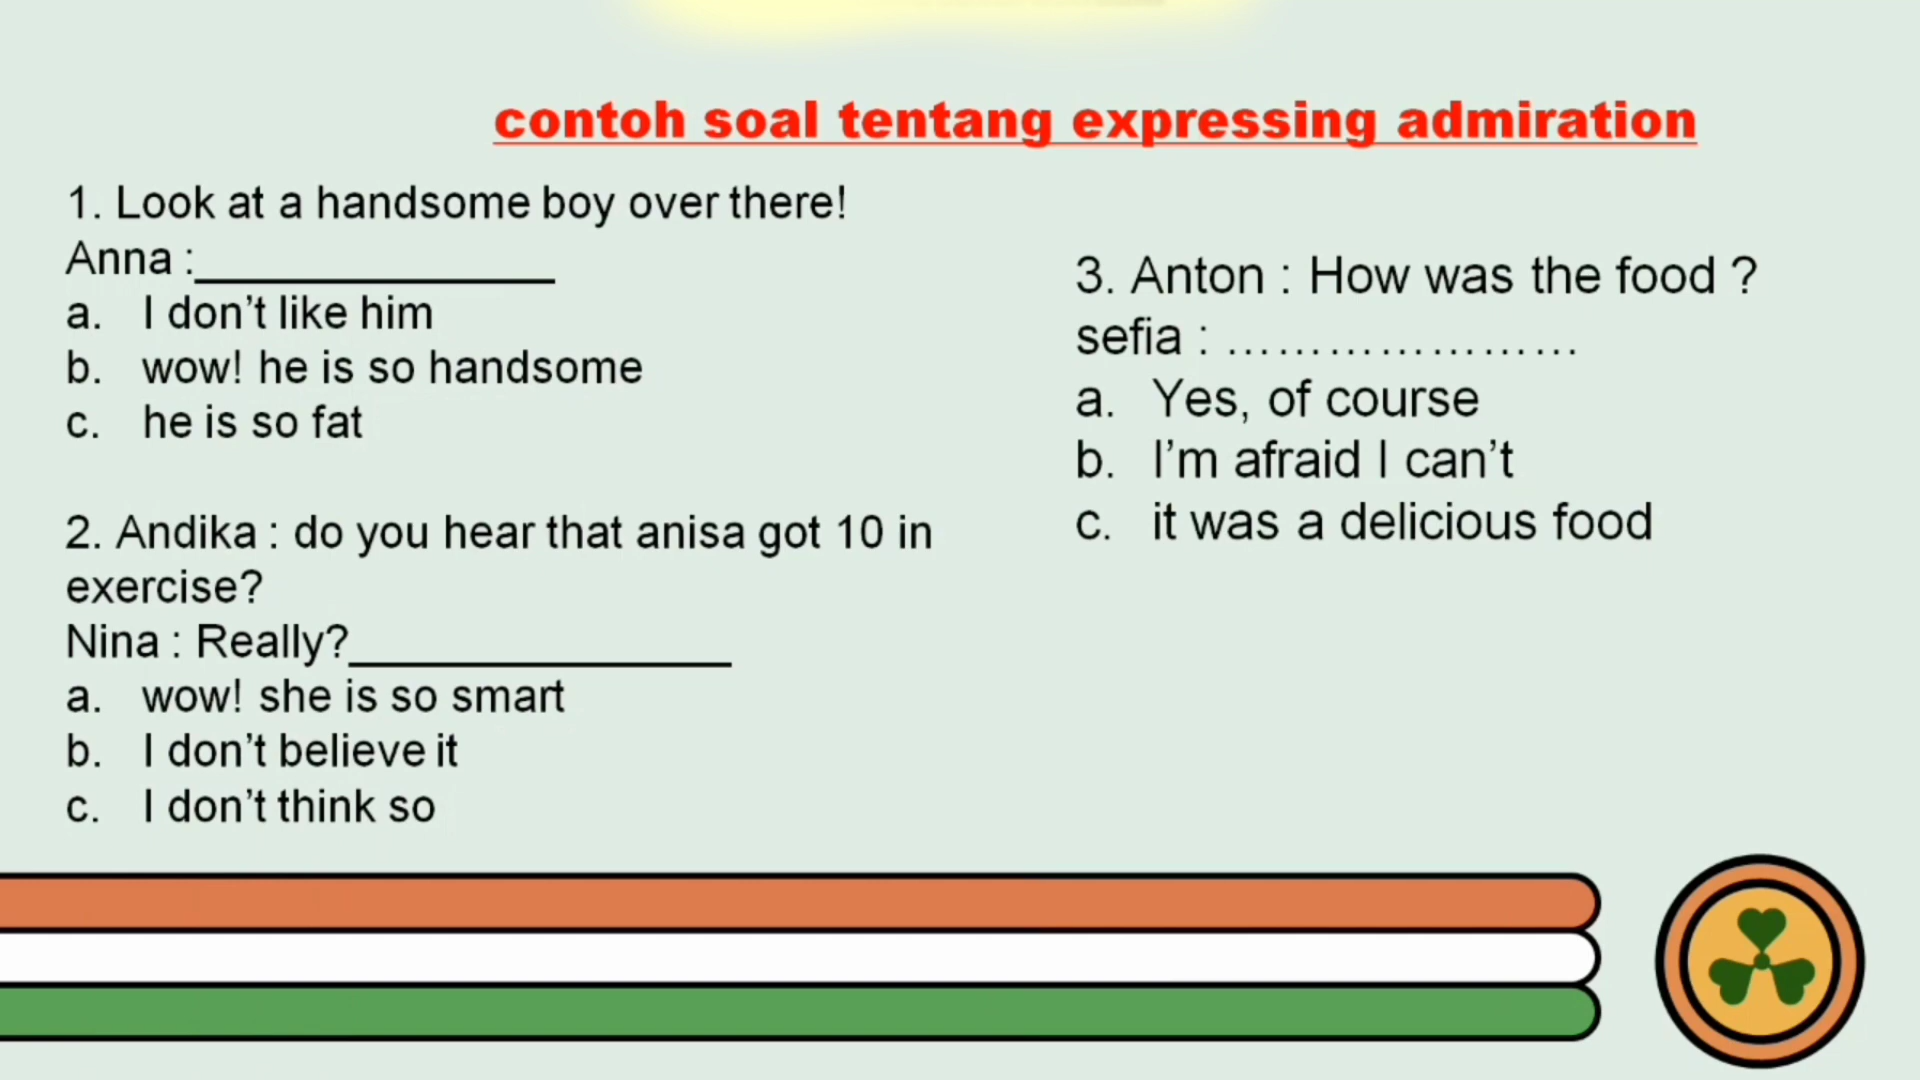 contoh soal tentang expressing admiration
1. Look at a handsome boy over there!
Anna :_______________
a. I don’t like him
b. wow! he is so handsome
c. he is so fat
2. Andika : do you hear that anisa got 10 in
exercise?
Nina : Really?________________
a. wow! she is so smart
b. I don’t believe it
c. I don’t think so
3. Anton : How was the food ?
sefia : …………………
a. Yes, of course
b. I’m afraid I can’t
c. it was a delicious food